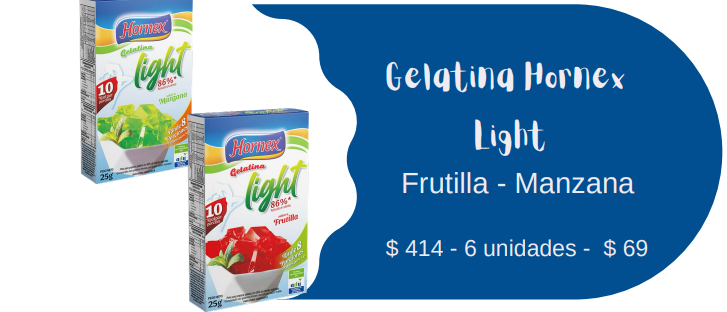 Hornex
Gelatina
light
86%*
Manzana
10
25g
Hornex
Gelatina
light
86%*
Frutilla
10
25g
Gelatina Hornex
Light
Frutilla - Manzana
$ 414 - 6 unidades - $ 69